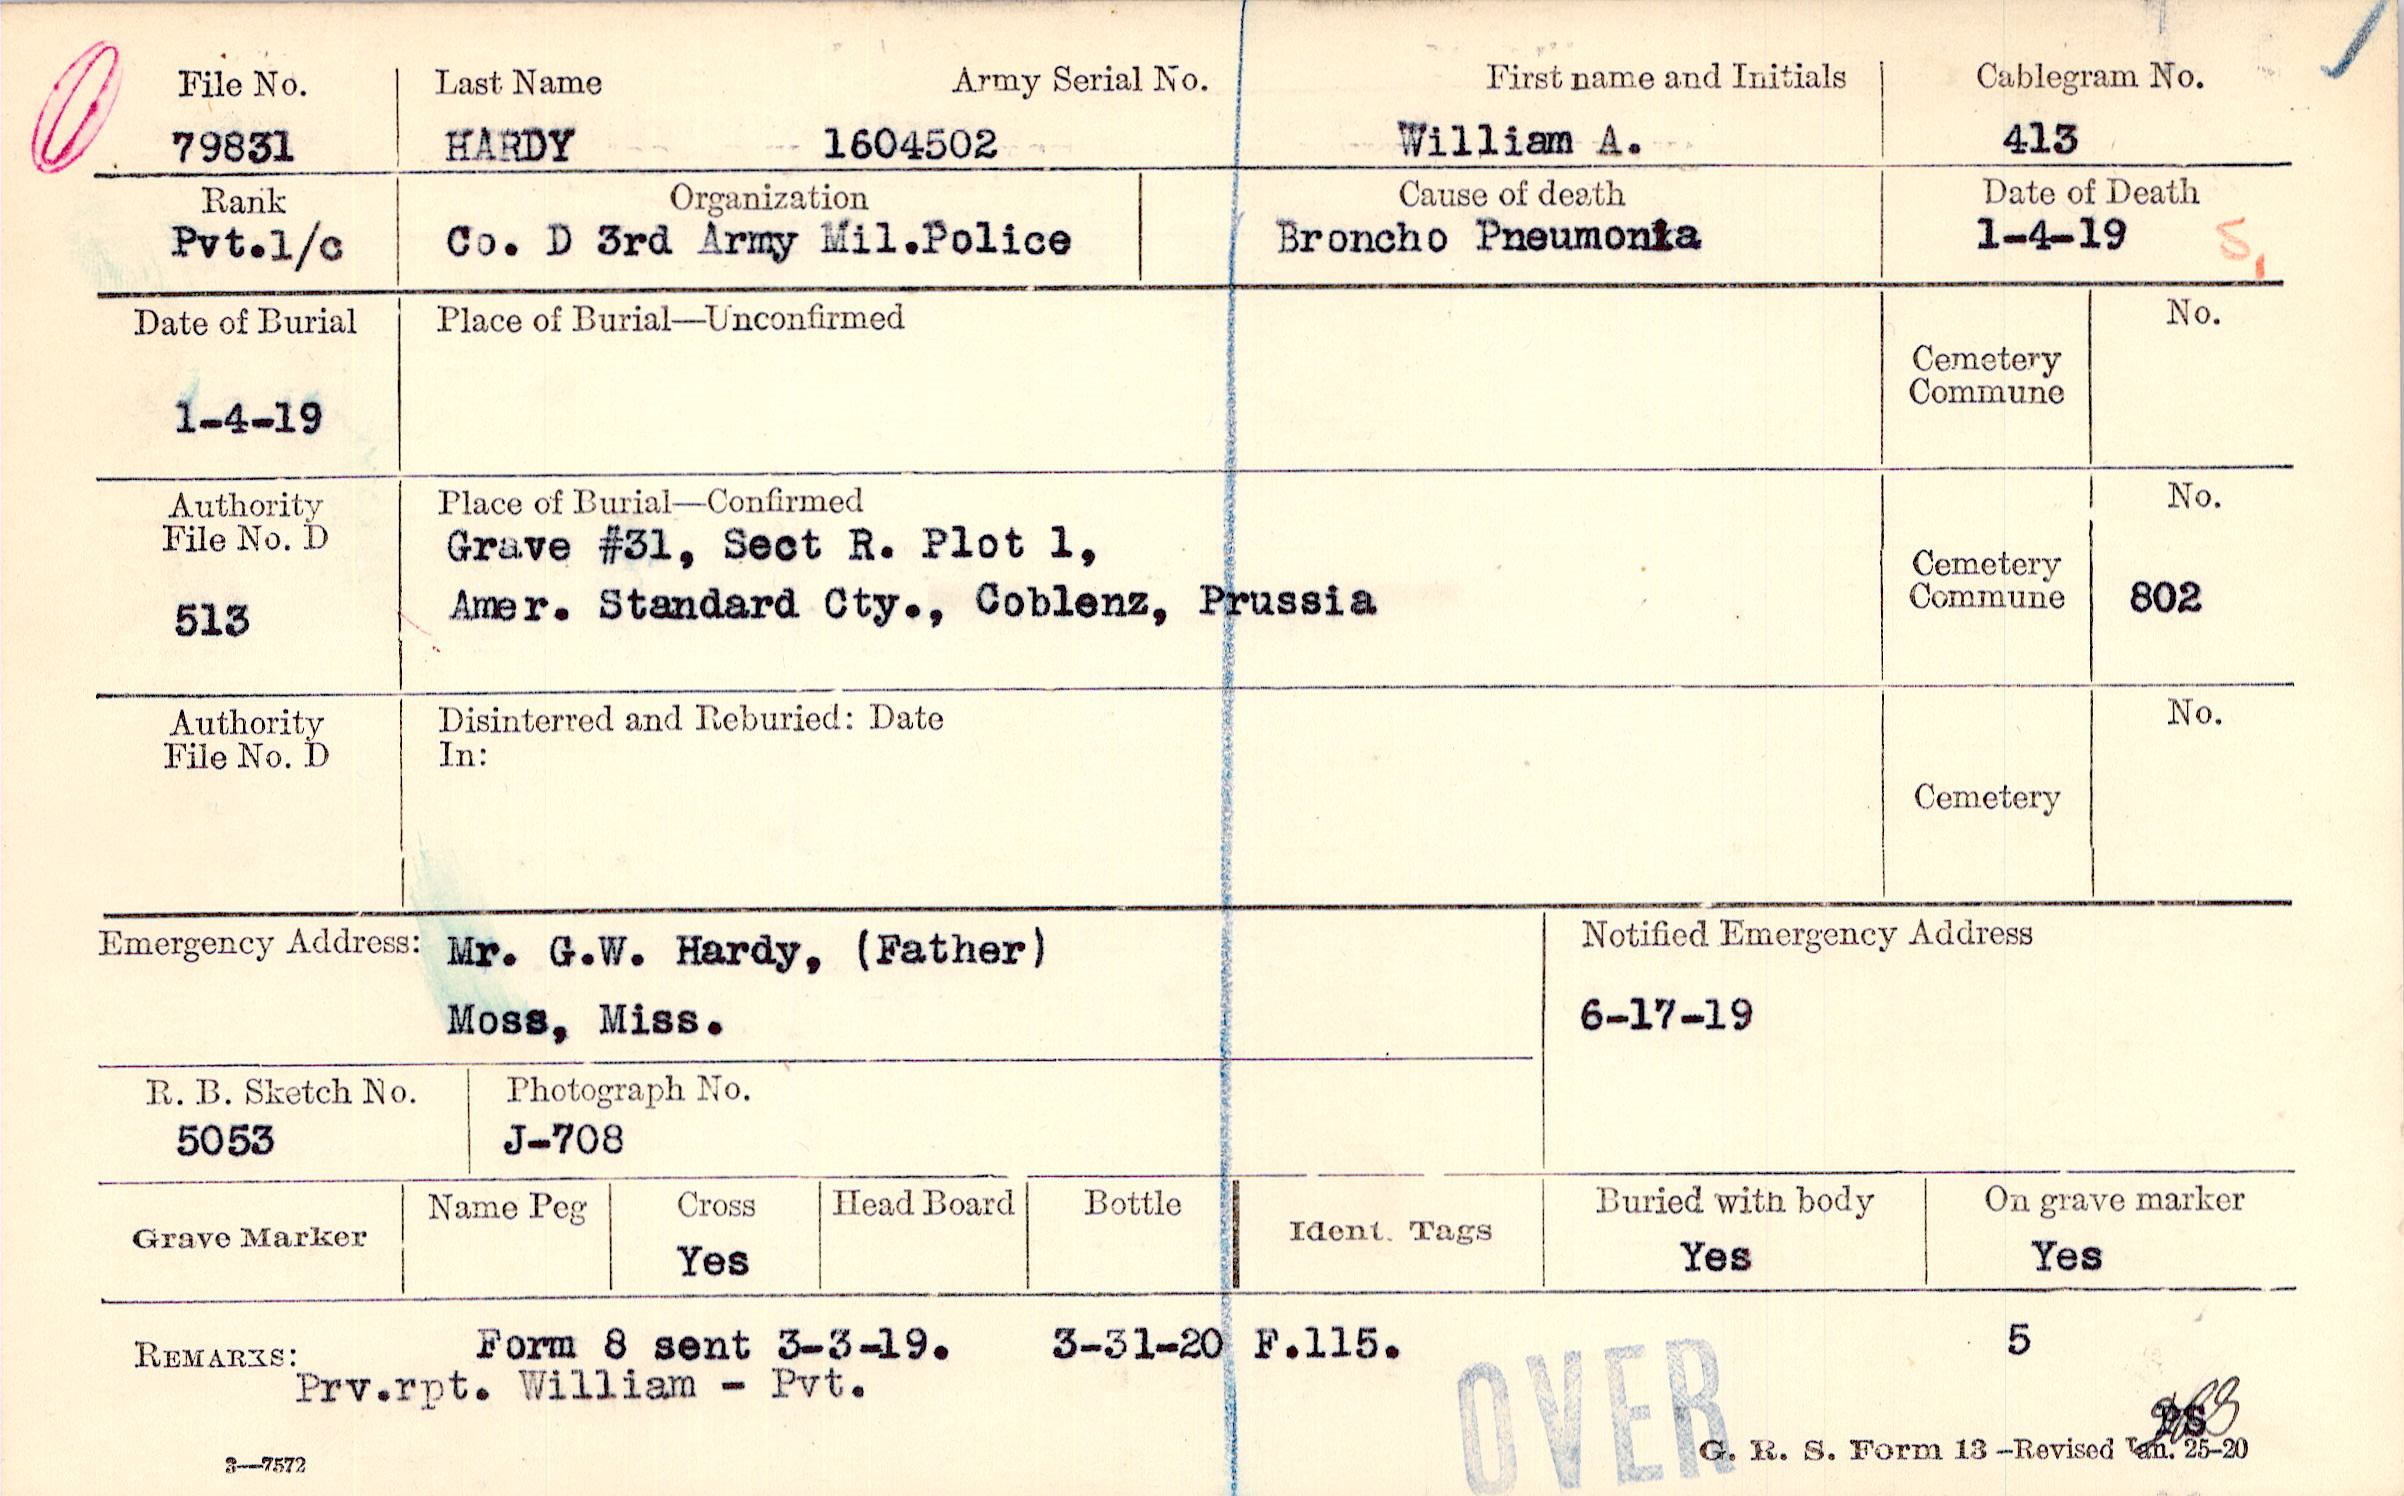 File No. Last Name Army Serial No. First name and Initials Cablegram No.
79831 HARDY 1604502 William A. 413
Rank Organization Cause of death Date of Death
Pvt.1/c Co. D 3rd Army Mil.Police Broncho Pneumonia 1-4-19
Date of Burial Place of Burial—Unconfirmed No.
Cemetery
Commune
1-4-19
Authority Place of Burial—Confirmed No.
File No. D Grave #31, Sect R. Plot 1,
Cemetery
513 Amer. Standard Cty., Coblenz, Prussia Commune 802
Authority Disinterred and Reburied: Date No.
File No. D In:
Cemetery
Emergency Address: Mr. G.W. Hardy, (Father) Notified Emergency Address
Moss, Miss. 6-17-19
R. B. Sketch No. Photograph No.
5053 J-708
Grave Marker Name Peg Cross Head Board Bottle Ident. Tags Buried with body On grave marker
Yes Yes Yes
REMARKS: Form 8 sent 3-3-19. 3-31-20 F.115. 5
Prv.rpt. William - Pvt.
OVER
3—7572 G. R. S. Form 13 –Revised Jan. 25–20